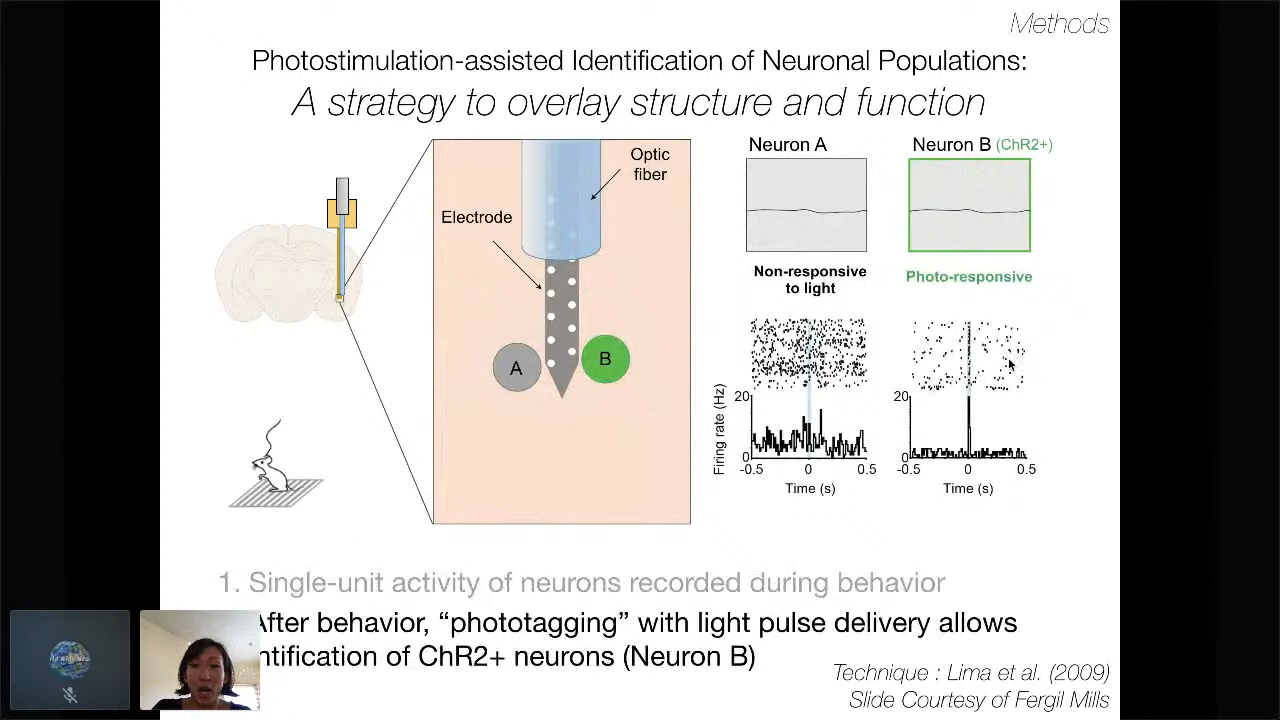 Methods
Photostimulation-assisted Identification of Neuronal Populations:
A strategy to overlay structure and function
Optic
fiber
Electrode
A
B
Neuron A
Neuron B (ChR2+)
Non-responsive
to light
Photo-responsive
Firing rate (Hz)
20
0
-0.5
0
0.5
Time (s)
20
0
-0.5
0
0.5
Time (s)
1. Single-unit activity of neurons recorded during behavior
After behavior, “phototagging” with light pulse delivery allows
ntification of ChR2+ neurons (Neuron B)
Technique : Lima et al. (2009)
Slide Courtesy of Fergil Mills